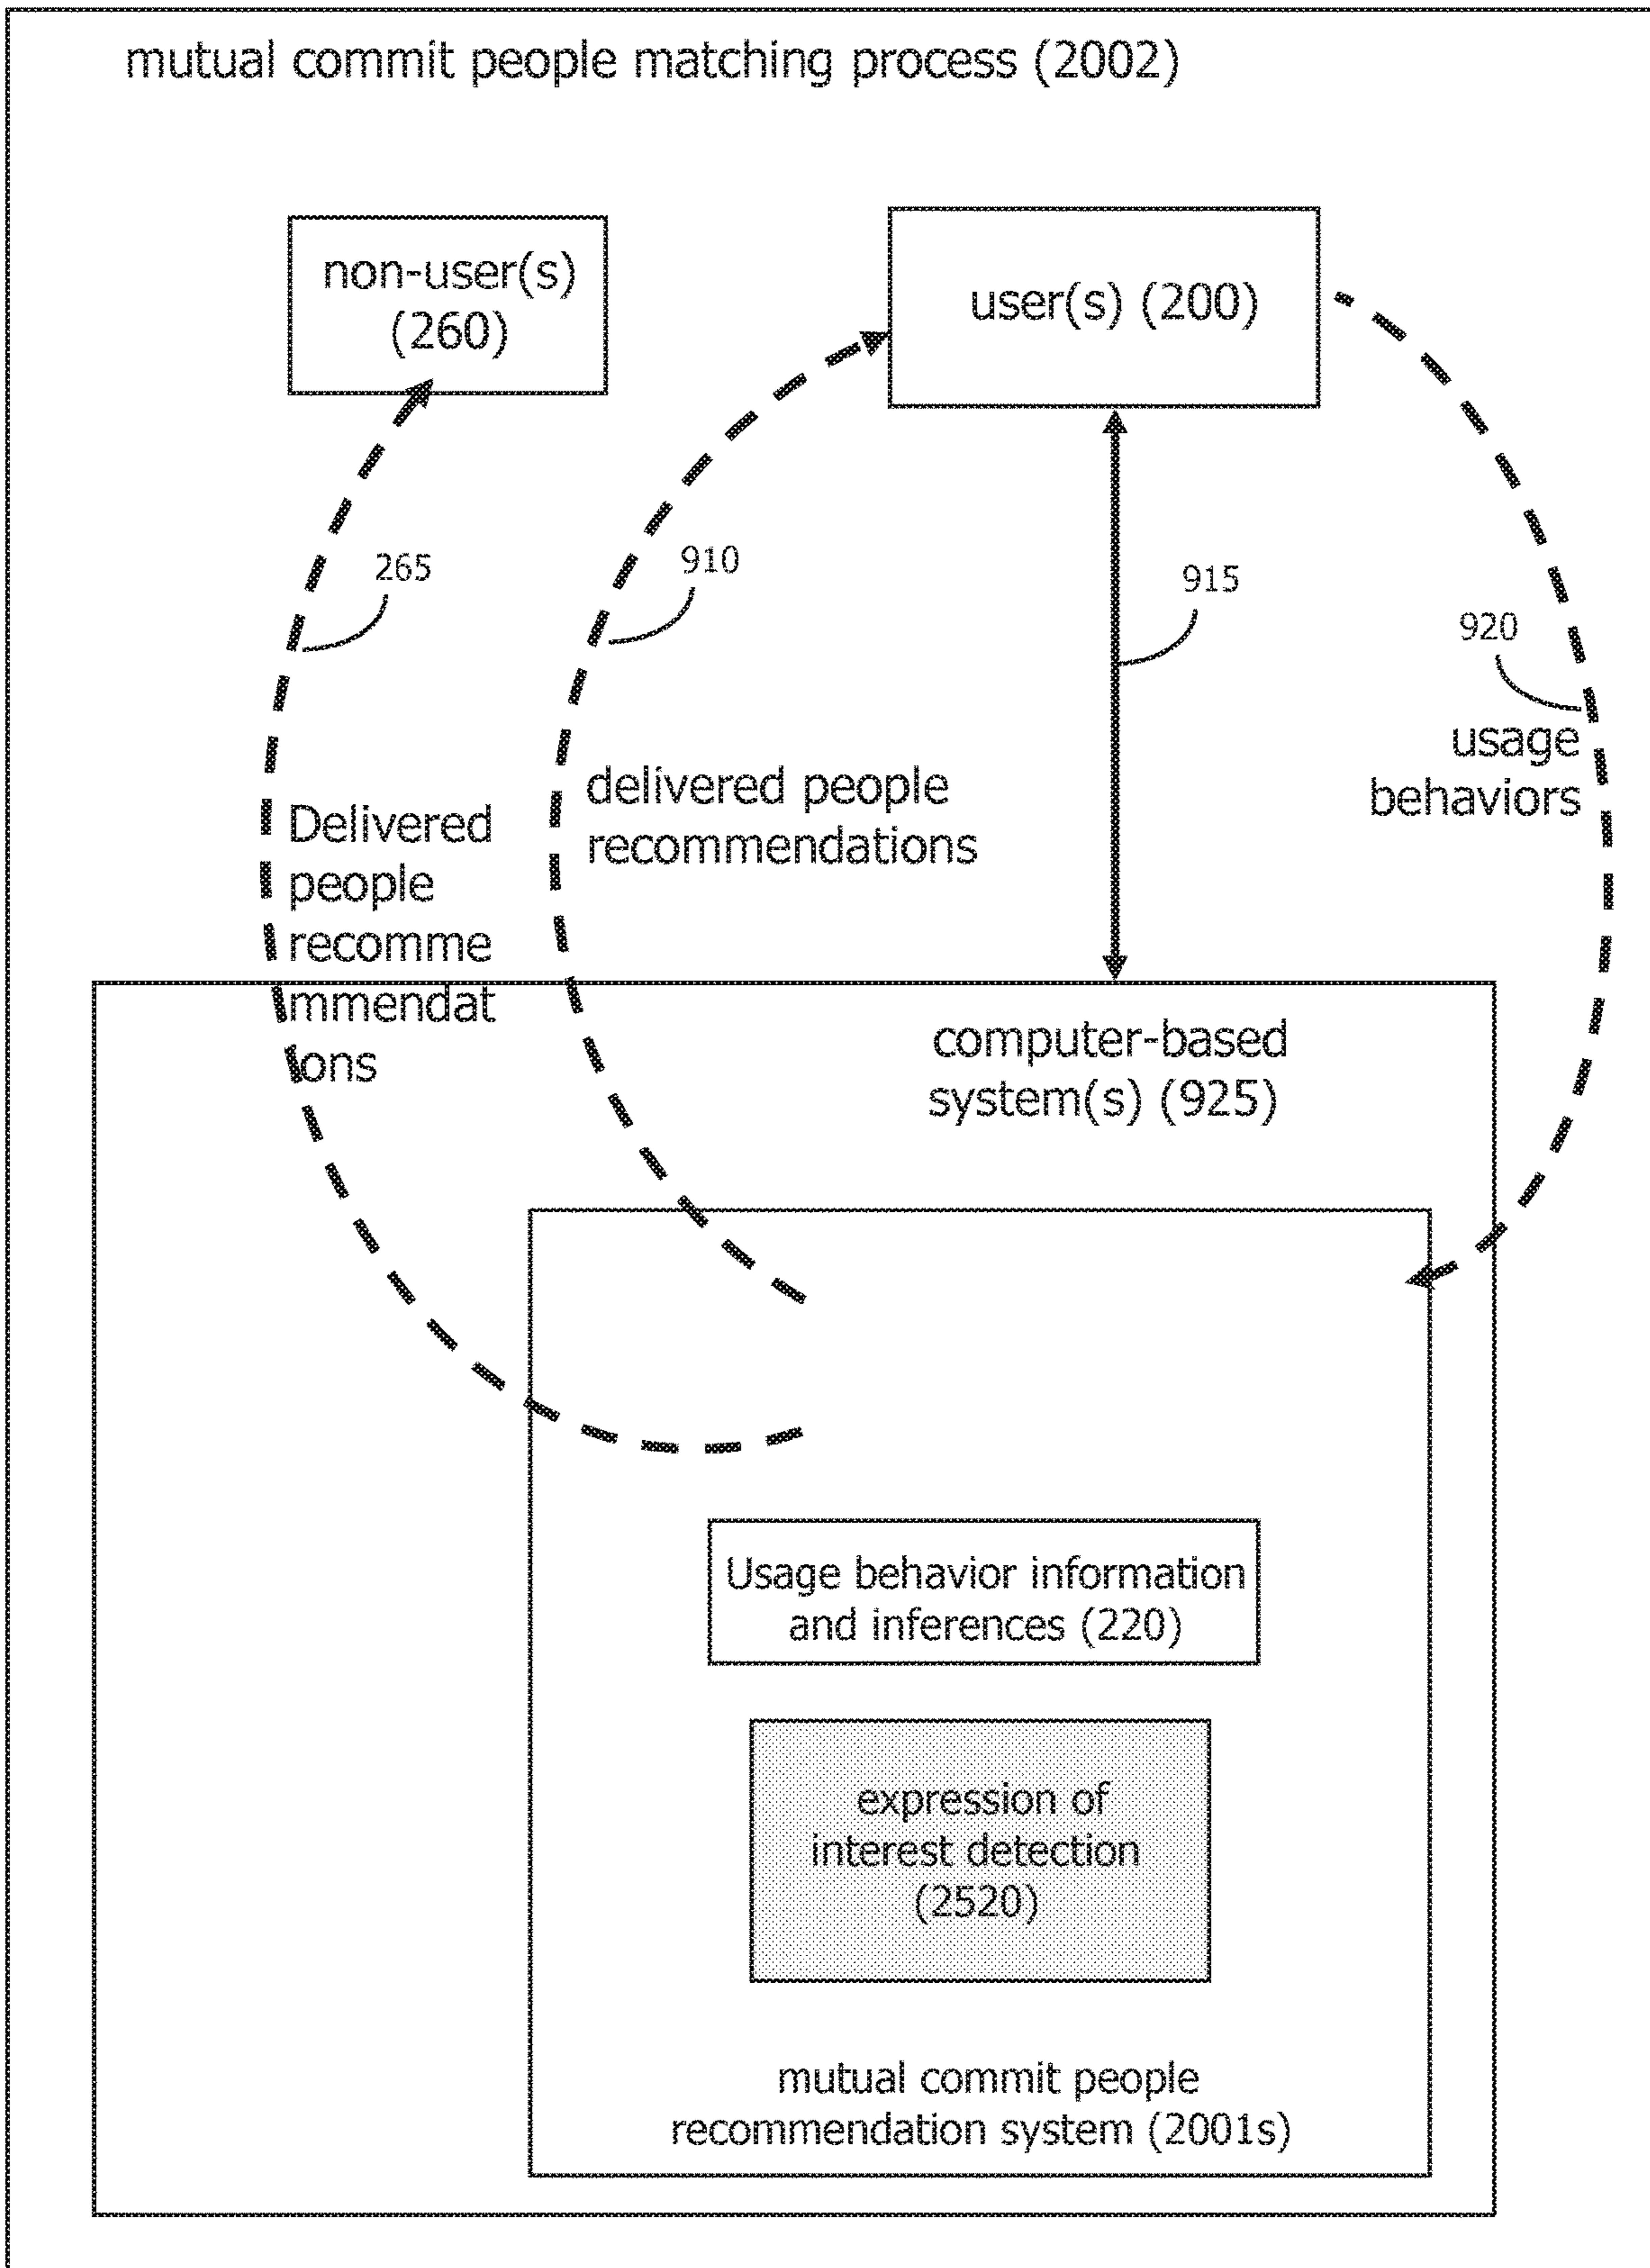 mutual commit people matching process (2002)
non-user(s)
(260)
user(s) (200)
265
910
915
920
usage
behaviors
delivered people
recommendations
Delivered
people
recomme
mmendat
ions
computer-based
system(s) (925)
Usage behavior information
and inferences (220)
expression of
interest detection
(2520)
mutual commit people
recommendation system (2001s)